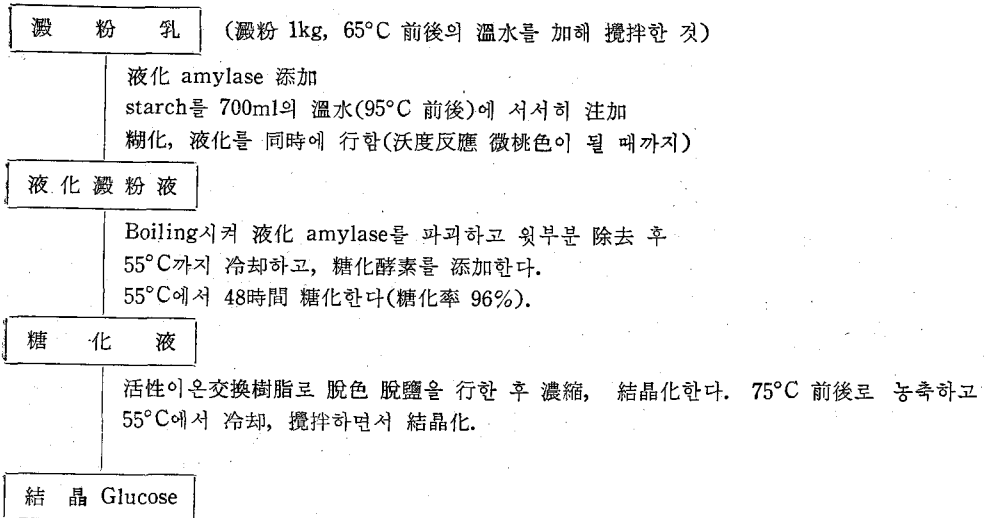 澱粉乳 (澱粉 1kg, 65°C 前後의 溫水를 加해 攪拌한 것)
液化 amylase 添加
starch를 700ml의 溫水(95°C 前後)에 서서히 注加
糊化, 液化를 同時에 行함(沃度反應 微桃色이 될 때까지)
液化澱粉液
Boiling시켜 液化 amylase를 파괴하고 윗부분 除去 후
55°C까지 冷却하고, 糖化酵素를 添加한다.
55°C에서 48時間 糖化한다(糖化率 96%).
糖化液
活性이온交換樹脂로 脫色 脫鹽을 行한 후 濃縮, 結晶化한다. 75°C 前後로 농축하고
55°C에서 冷却, 攪拌하면서 結晶化.
結晶 Glucose